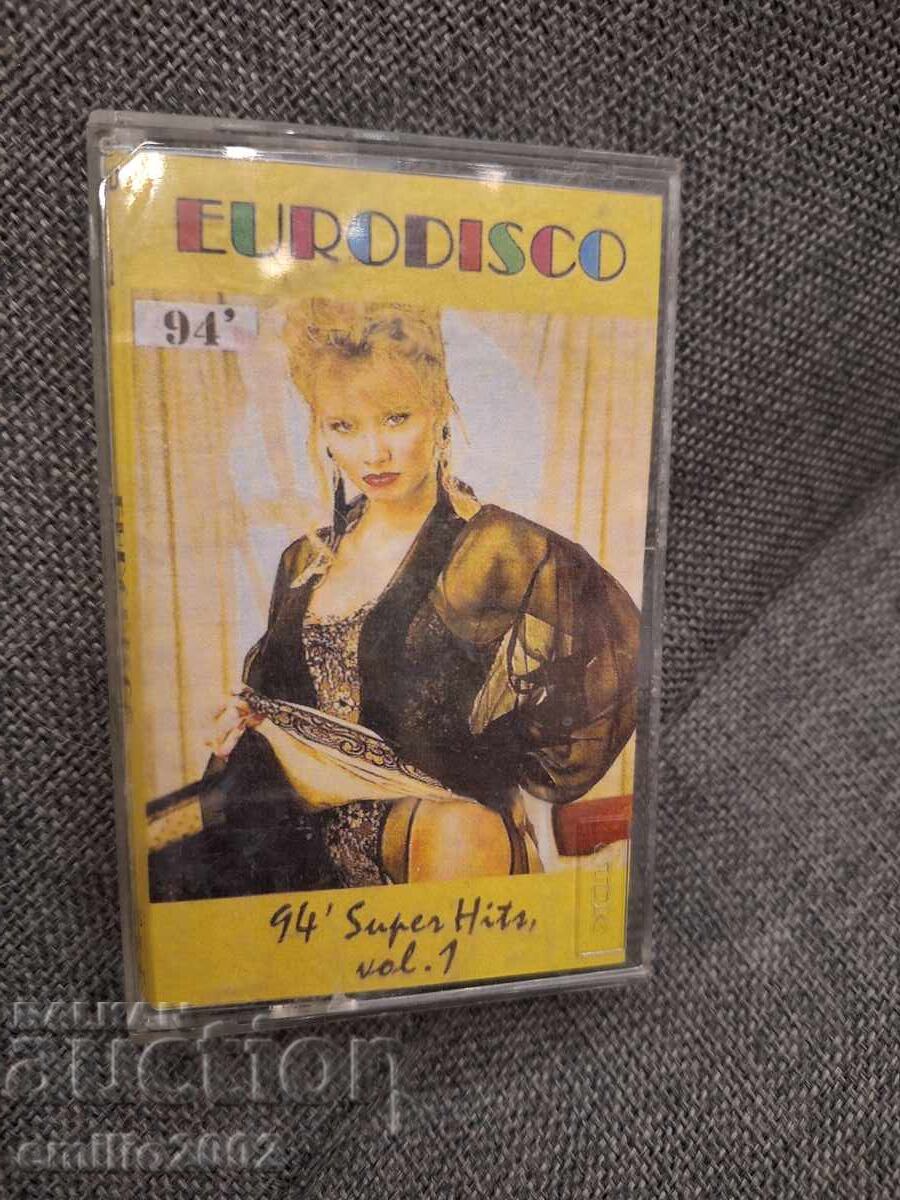 EURODISCO
94'
94' Super Hits,
vol. 1
TDK
BALKAN
auction
emilio2002